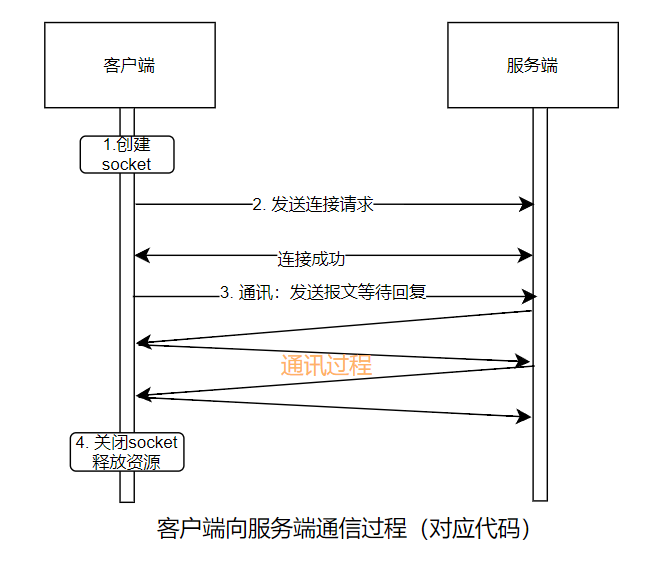 客户端
服务端
1.创建
socket
2. 发送连接请求
连接成功
3. 通讯：发送报文等待回复
通讯过程
4. 关闭socket
释放资源
客户端向服务端通信过程（对应代码）